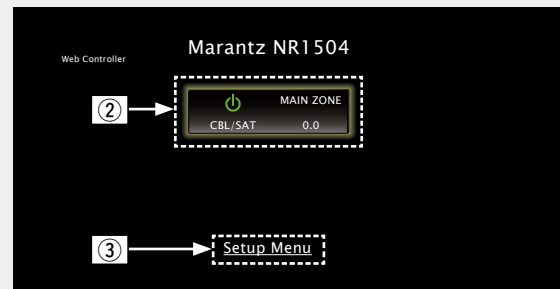 Marantz NR1504
Web Controller
② MAIN ZONE
CBL/SAT 0.0
③ Setup Menu